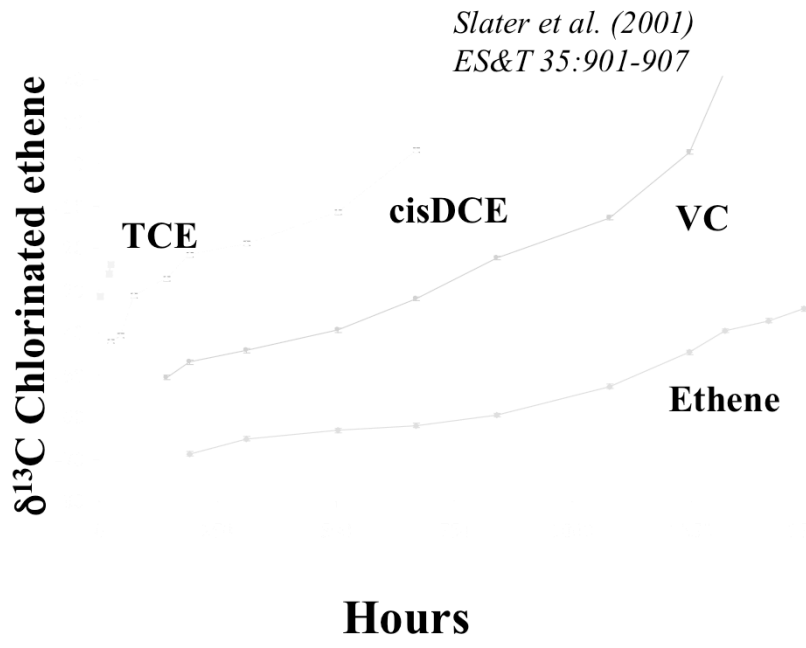 Slater et al. (2001)
ES&T 35:901-907
δ¹³C Chlorinated ethene
TCE
cisDCE
VC
Ethene
Hours